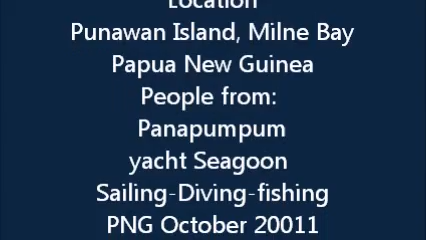 Location
Punawan Island, Milne Bay
Papua New Guinea
People from:
Panapumpum
yacht Seagoon
Sailing-Diving-fishing
PNG October 20011